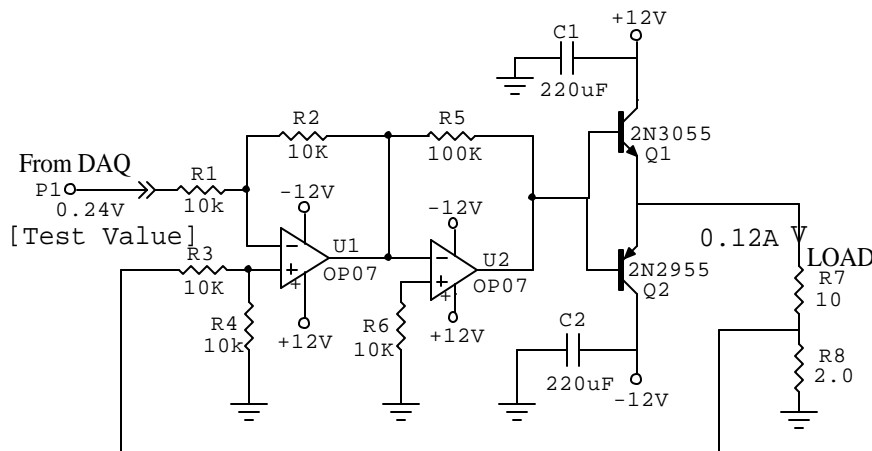 +12V
C1
220uF
R2
10K
R5
100K
2N3055
Q1
From DAQ
P1
0.24V
[Test Value]
R1
10k
-12V
U1
OP07
-12V
U2
OP07
0.12A
LOAD
R7
10
R3
10K
R4
10k
+12V
R6
10K
+12V
2N2955
Q2
C2
220uF
-12V
R8
2.0